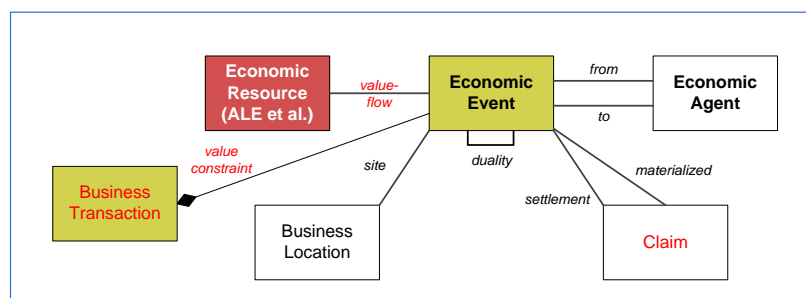 Economic
Resource
(ALE et al.)
value-
flow
Economic
Event
from
to
Economic
Agent
value
constraint
duality
site
materialized
settlement
Business
Transaction
Business
Location
Claim